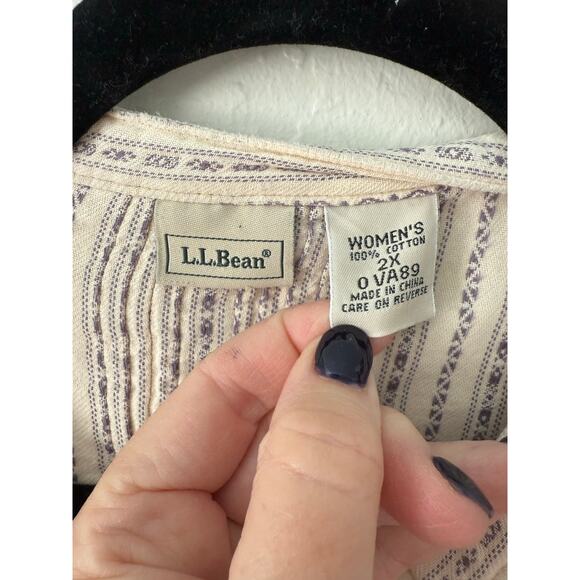 L.L.Bean®
WOMEN'S
100% COTTON
2X
0 VA89
MADE IN CHINA
CARE ON REVERSE